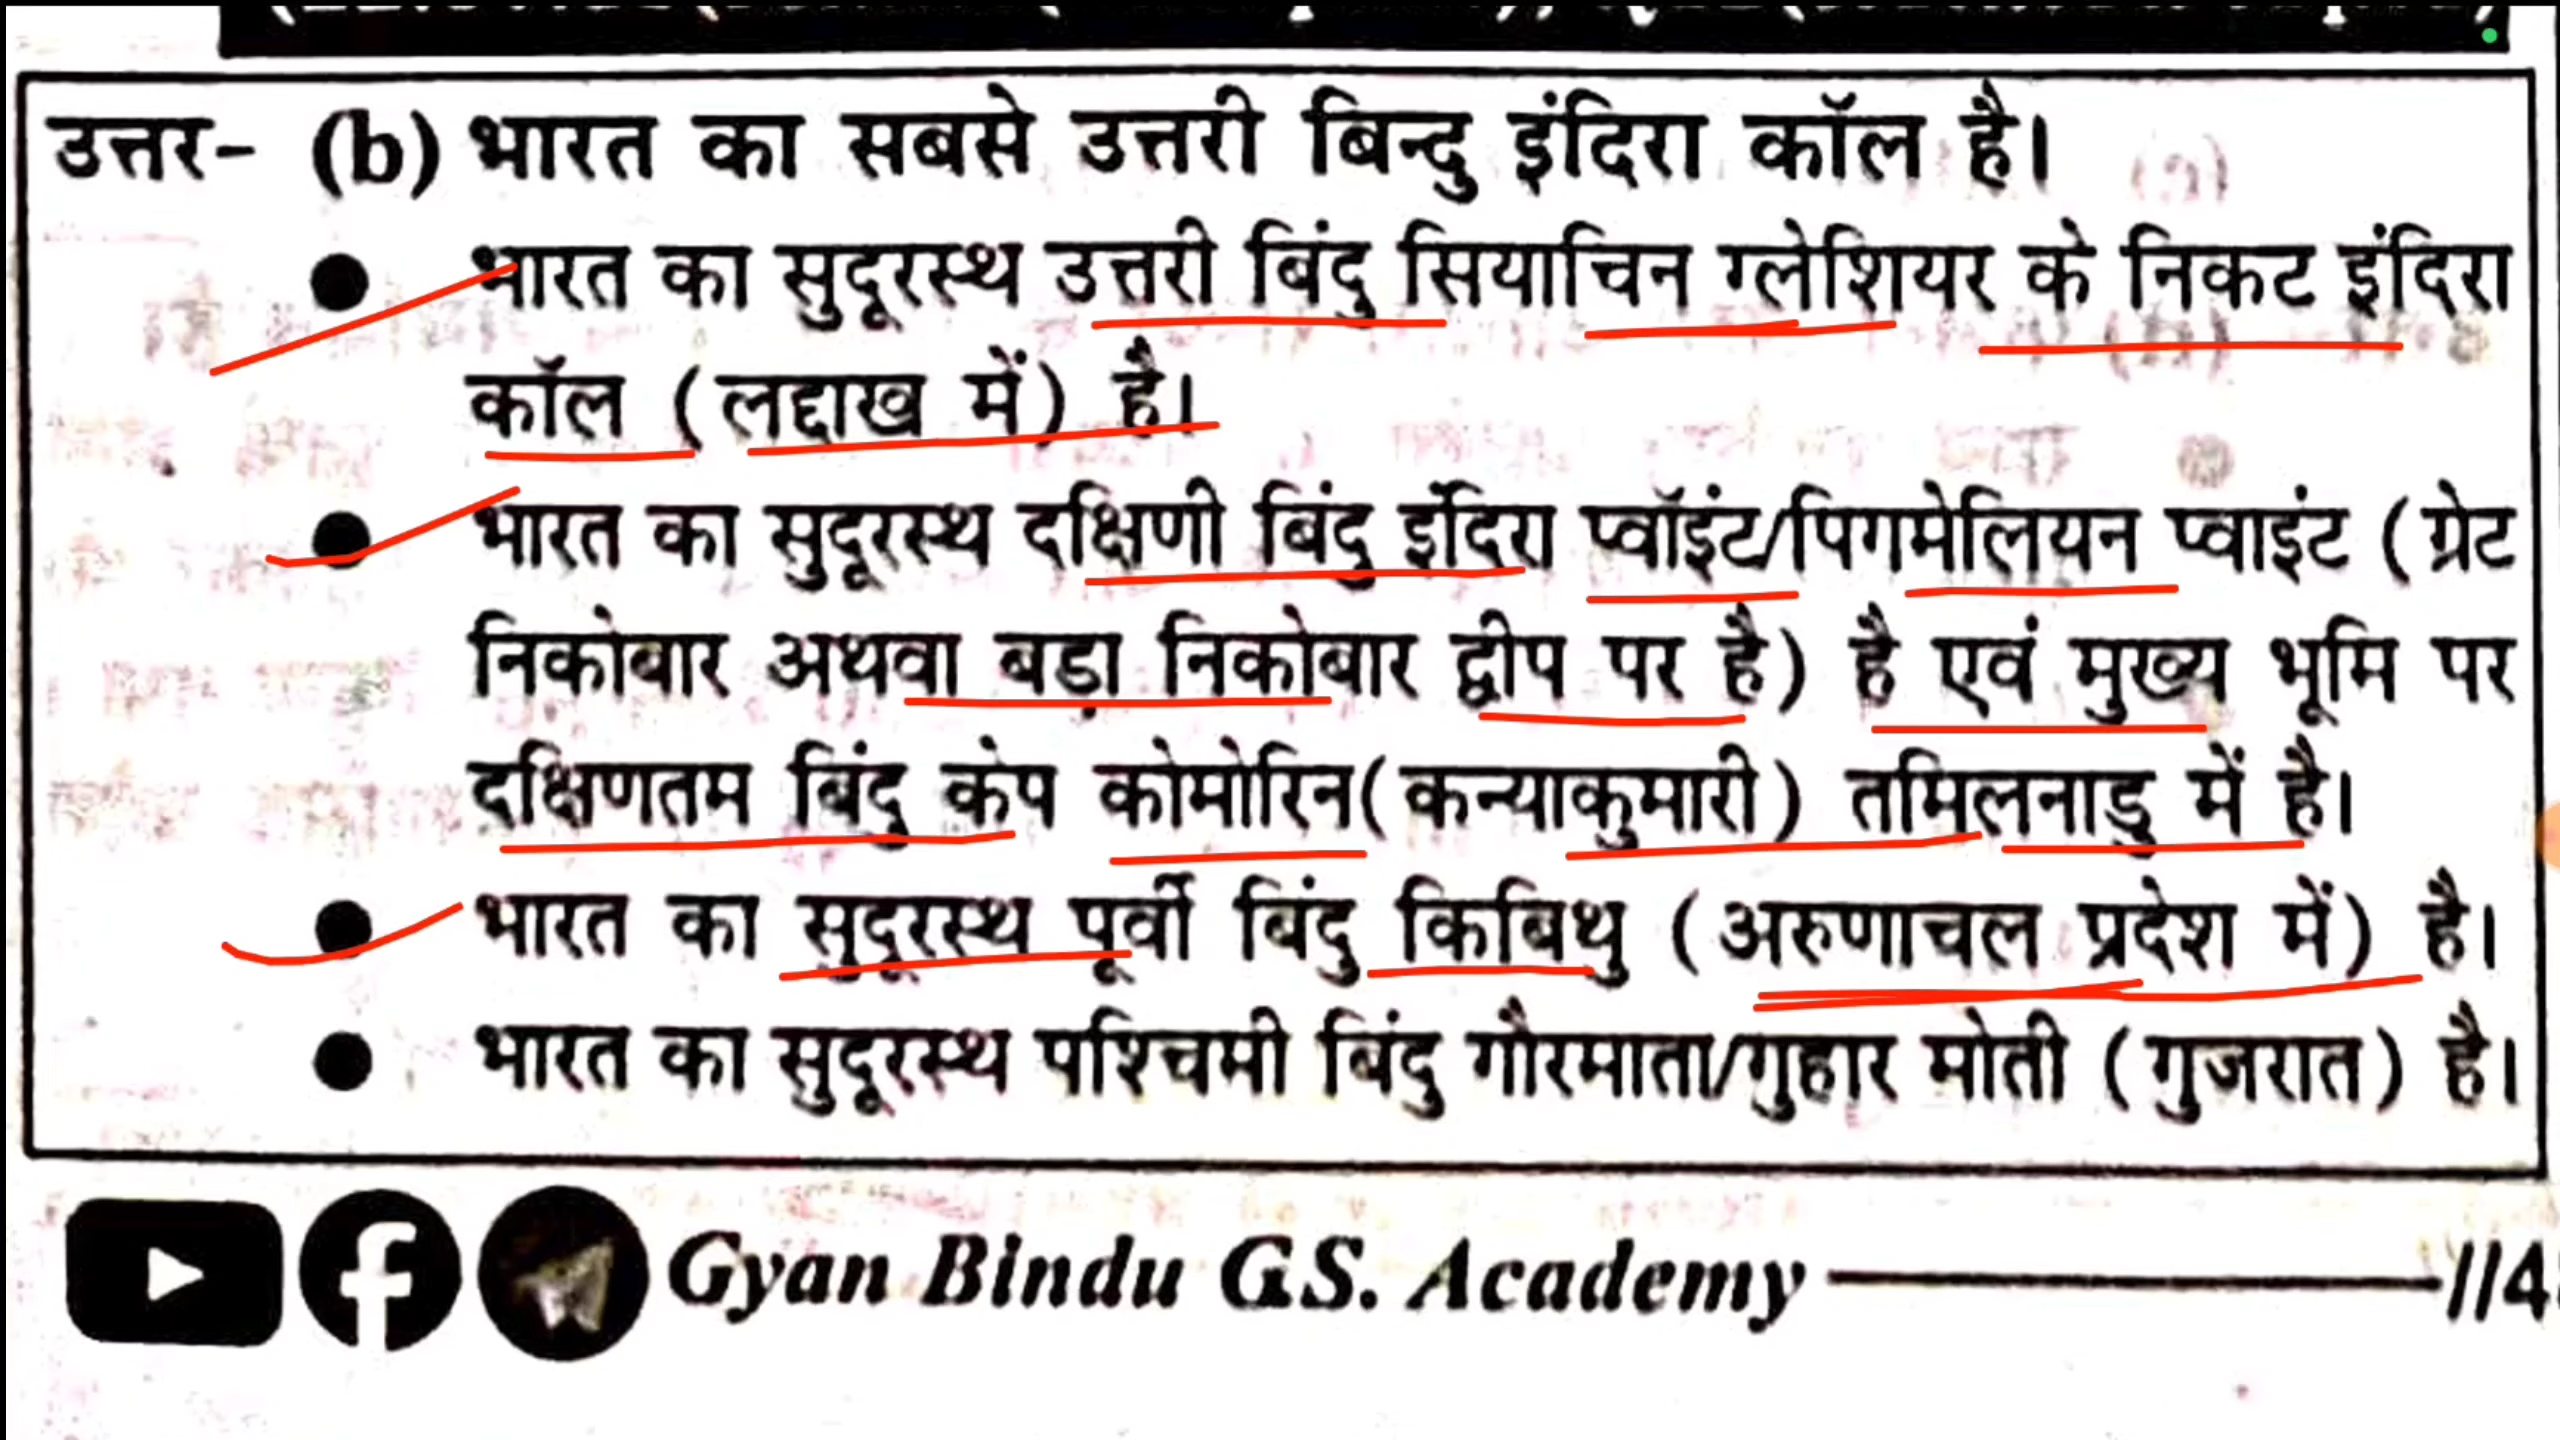 उत्तर- (b) भारत का सबसे उत्तरी बिन्दु इंदिरा कॉल है।
● भारत का सुदूरस्थ उत्तरी बिंदु सियाचिन ग्लेशियर के निकट इंदिरा
कॉल (लद्दाख में) है।
● भारत का सुदूरस्थ दक्षिणी बिंदु इंदिरा प्वॉइंट/पिगमेलियन प्वाइंट (ग्रेट
निकोबार अथवा बड़ा निकोबार द्वीप पर है) है एवं मुख्य भूमि पर
दक्षिणतम बिंदु केप कोमोरिन(कन्याकुमारी) तमिलनाडु में है।
● भारत का सुदूरस्थ पूर्वी बिंदु किबिथु (अरुणाचल प्रदेश में) है।
● भारत का सुदूरस्थ पश्चिमी बिंदु गौरमाता/गुहार मोती (गुजरात) है।
Gyan Bindu G.S. Academy